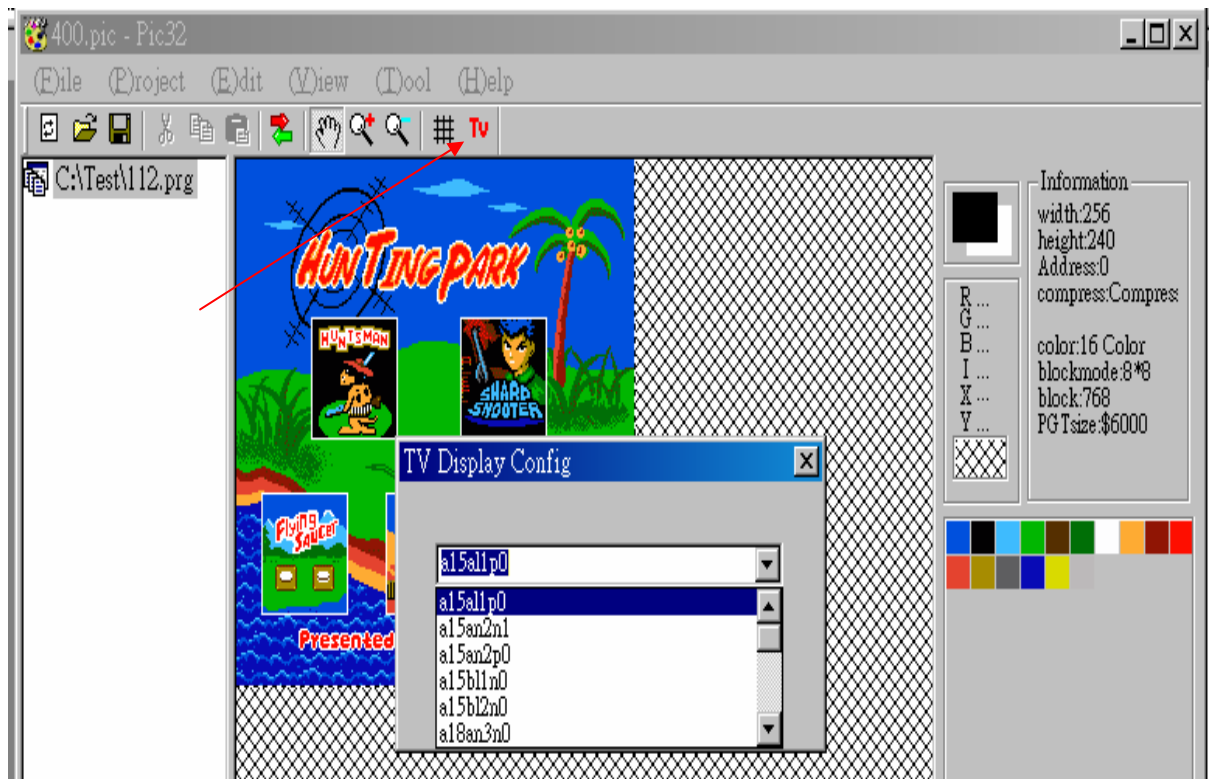 400.pic - Pic32
(F)ile (P)roject (E)dit (V)iew (T)ool (H)elp
Tv
C:\Test\112.prg
HUNTING PARK
HUNTSMAN
SHARP
SHOOTER
Flying
Saucer
Presented
TV Display Config
a15al1p0
a15al1p0
a15an2n1
a15an2p0
a15bl1n0
a15bl2n0
a18an3n0
R ...
G ...
B ...
I ...
X ...
Y ...
Information
width:256
height:240
Address:0
compress:Compress
color:16 Color
blockmode:8*8
block:768
PGTsize:$6000